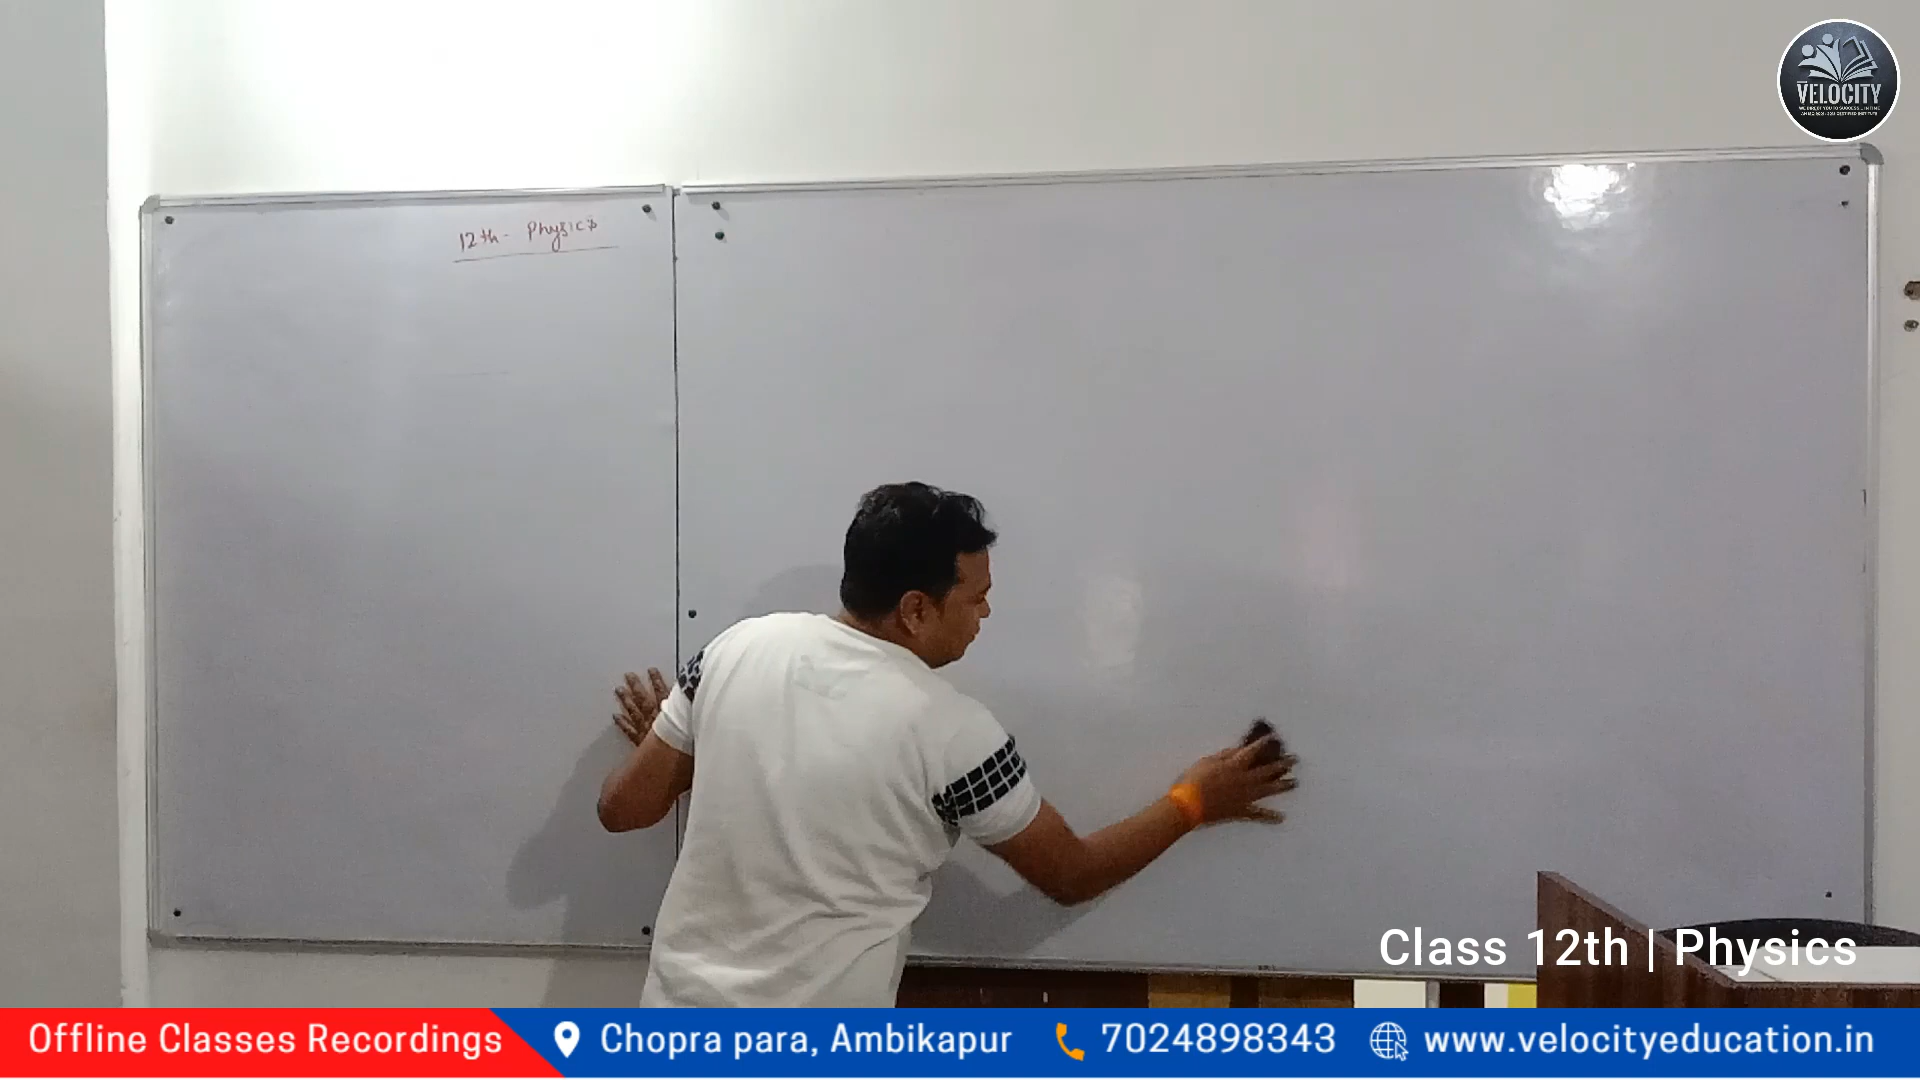 VELOCITY
12th- Physics
Class 12th | Physics
Offline Classes Recordings
Chopra para, Ambikapur
7024898343
www.velocityeducation.in